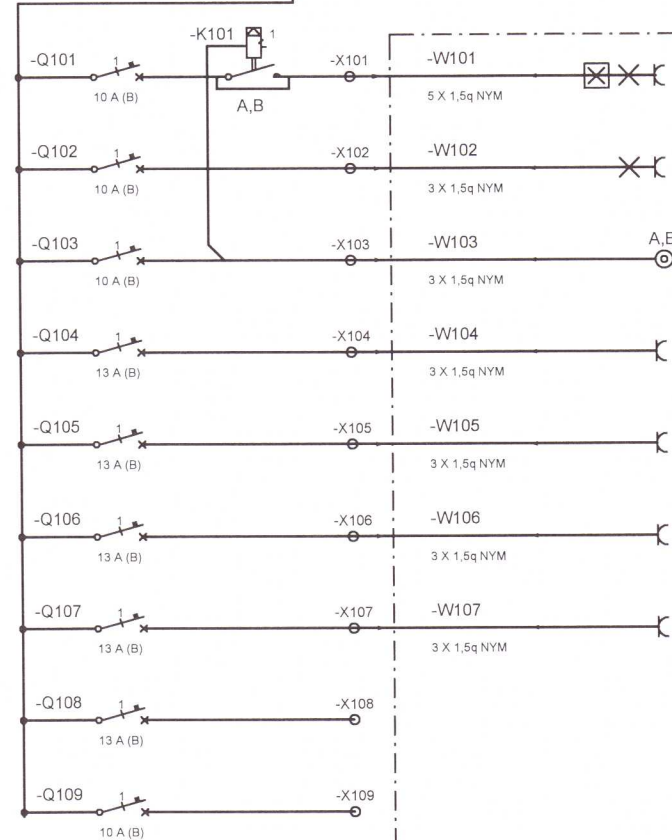 -K101 1
-Q101 1 -X101 -W101
10 A (B) A,B 5 X 1,5q NYM
-Q102 1 -X102 -W102
10 A (B) 3 X 1,5q NYM
-Q103 1 -X103 -W103 A,B
10 A (B) 3 X 1,5q NYM
-Q104 1 -X104 -W104
13 A (B) 3 X 1,5q NYM
-Q105 1 -X105 -W105
13 A (B) 3 X 1,5q NYM
-Q106 1 -X106 -W106
13 A (B) 3 X 1,5q NYM
-Q107 1 -X107 -W107
13 A (B) 3 X 1,5q NYM
-Q108 1 -X108
13 A (B)
-Q109 1 -X109
10 A (B)